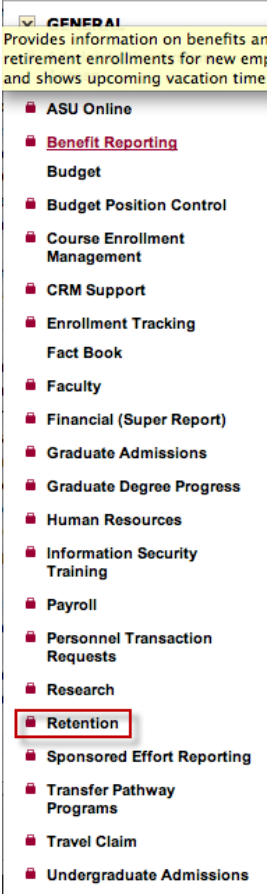 GENERAL
Provides information on benefits an
retirement enrollments for new emp
and shows upcoming vacation time
ASU Online
Benefit Reporting
Budget
Budget Position Control
Course Enrollment
Management
CRM Support
Enrollment Tracking
Fact Book
Faculty
Financial (Super Report)
Graduate Admissions
Graduate Degree Progress
Human Resources
Information Security
Training
Payroll
Personnel Transaction
Requests
Research
Retention
Sponsored Effort Reporting
Transfer Pathway
Programs
Travel Claim
Undergraduate Admissions